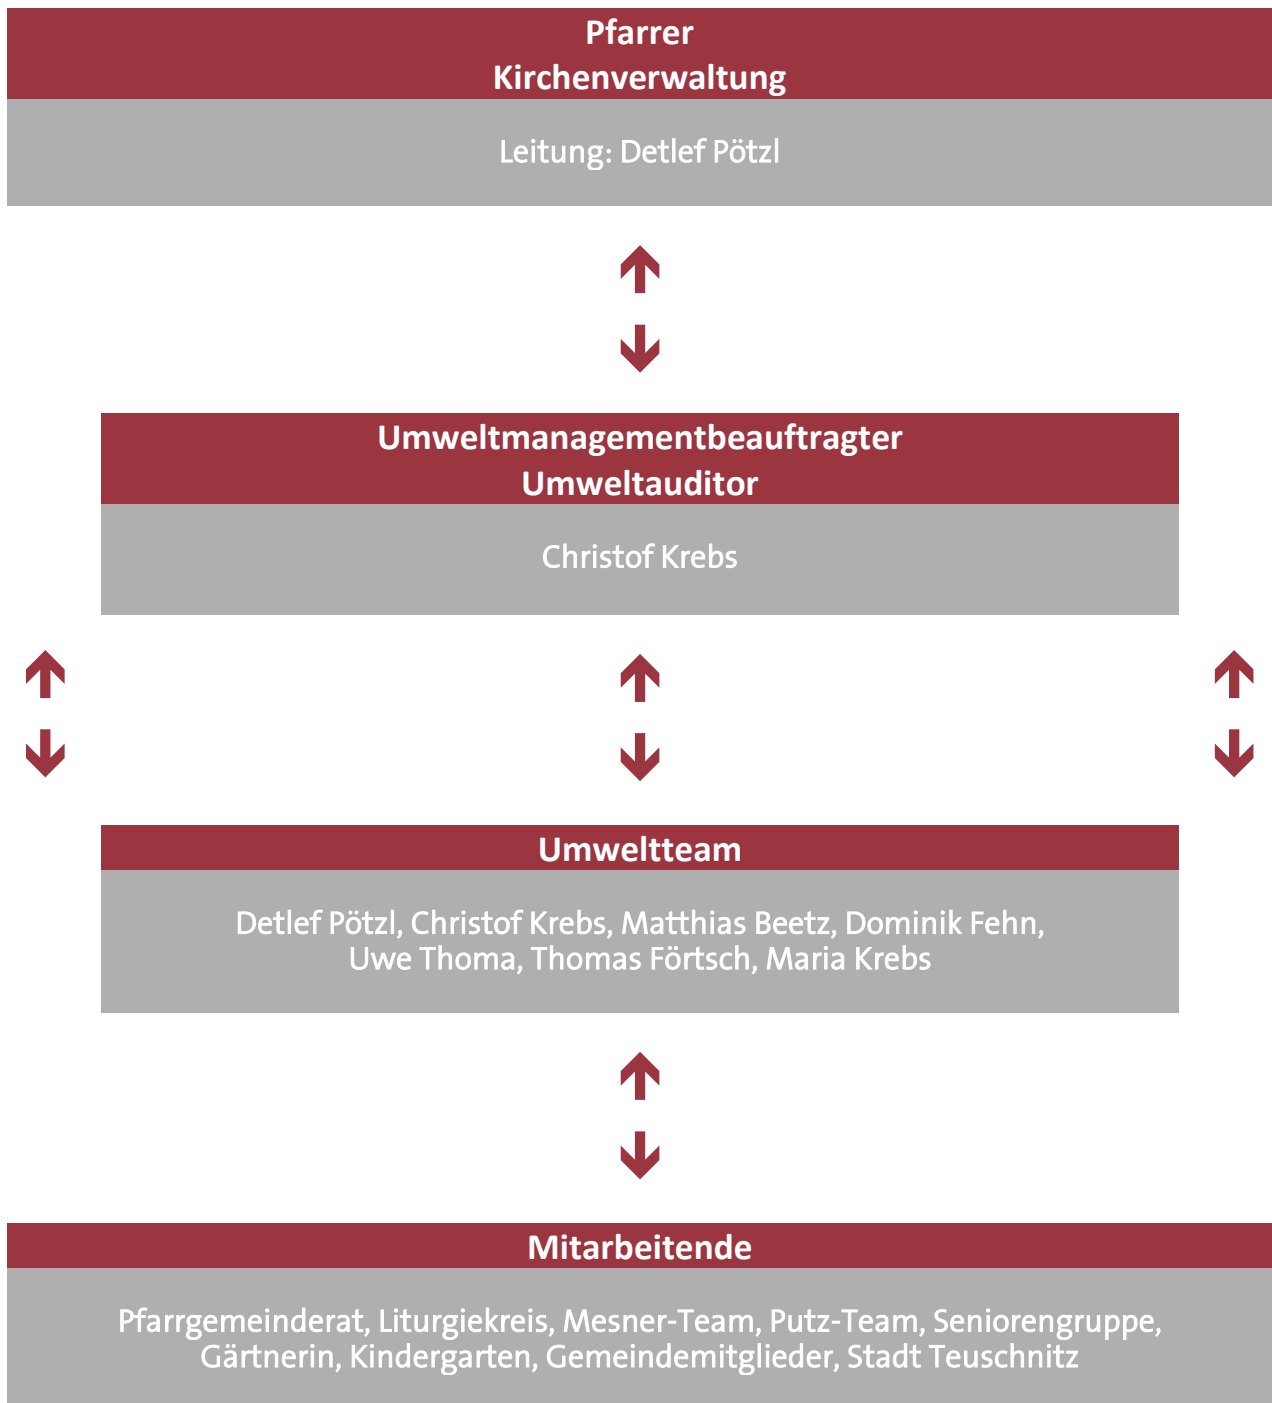 Pfarrer
Kirchenverwaltung
Leitung: Detlef Pötzl
Umweltmanagementbeauftragter
Umweltauditor
Christof Krebs
Umweltteam
Detlef Pötzl, Christof Krebs, Matthias Beetz, Dominik Fehn,
Uwe Thoma, Thomas Förtsch, Maria Krebs
Mitarbeitende
Pfarrgemeinderat, Liturgiekreis, Mesner-Team, Putz-Team, Seniorengruppe,
Gärtnerin, Kindergarten, Gemeindemitglieder, Stadt Teuschnitz